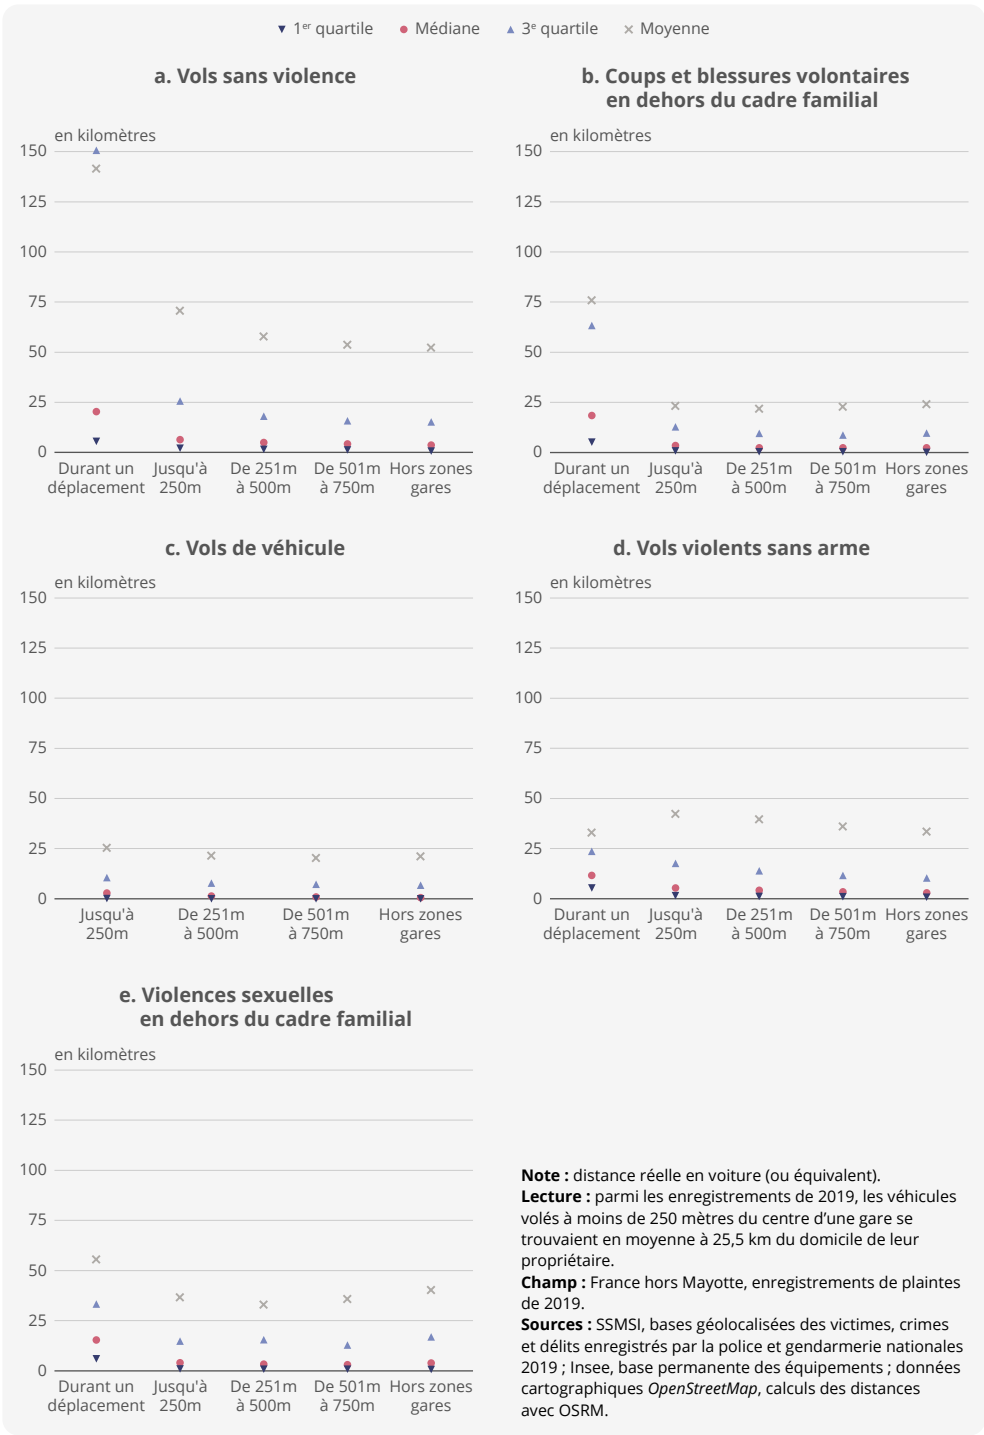 1er quartile Médiane 3e quartile Moyenne
a. Vols sans violence
en kilomètres
150
125
100
75
50
25
0
Durant un Jusqu'à De 251m De 501m Hors zones
déplacement 250m à 500m à 750m gares
b. Coups et blessures volontaires
en dehors du cadre familial
en kilomètres
150
125
100
75
50
25
0
Durant un Jusqu'à De 251m De 501m Hors zones
déplacement 250m à 500m à 750m gares
c. Vols de véhicule
en kilomètres
150
125
100
75
50
25
0
Jusqu'à De 251m De 501m Hors zones
250m à 500m à 750m gares
d. Vols violents sans arme
en kilomètres
150
125
100
75
50
25
0
Durant un Jusqu'à De 251m De 501m Hors zones
déplacement 250m à 500m à 750m gares
e. Violences sexuelles
en dehors du cadre familial
en kilomètres
150
125
100
75
50
25
0
Durant un Jusqu'à De 251m De 501m Hors zones
déplacement 250m à 500m à 750m gares
Note : distance réelle en voiture (ou équivalent).
Lecture : parmi les enregistrements de 2019, les véhicules
volés à moins de 250 mètres du centre d'une gare se
trouvaient en moyenne à 25,5 km du domicile de leur
propriétaire.
Champ : France hors Mayotte, enregistrements de plaintes
de 2019.
Sources : SSMSI, bases géolocalisées des victimes, crimes
et délits enregistrés par la police et gendarmerie nationales
2019 ; Insee, base permanente des équipements ; données
cartographiques OpenStreetMap, calculs des distances
avec OSRM.